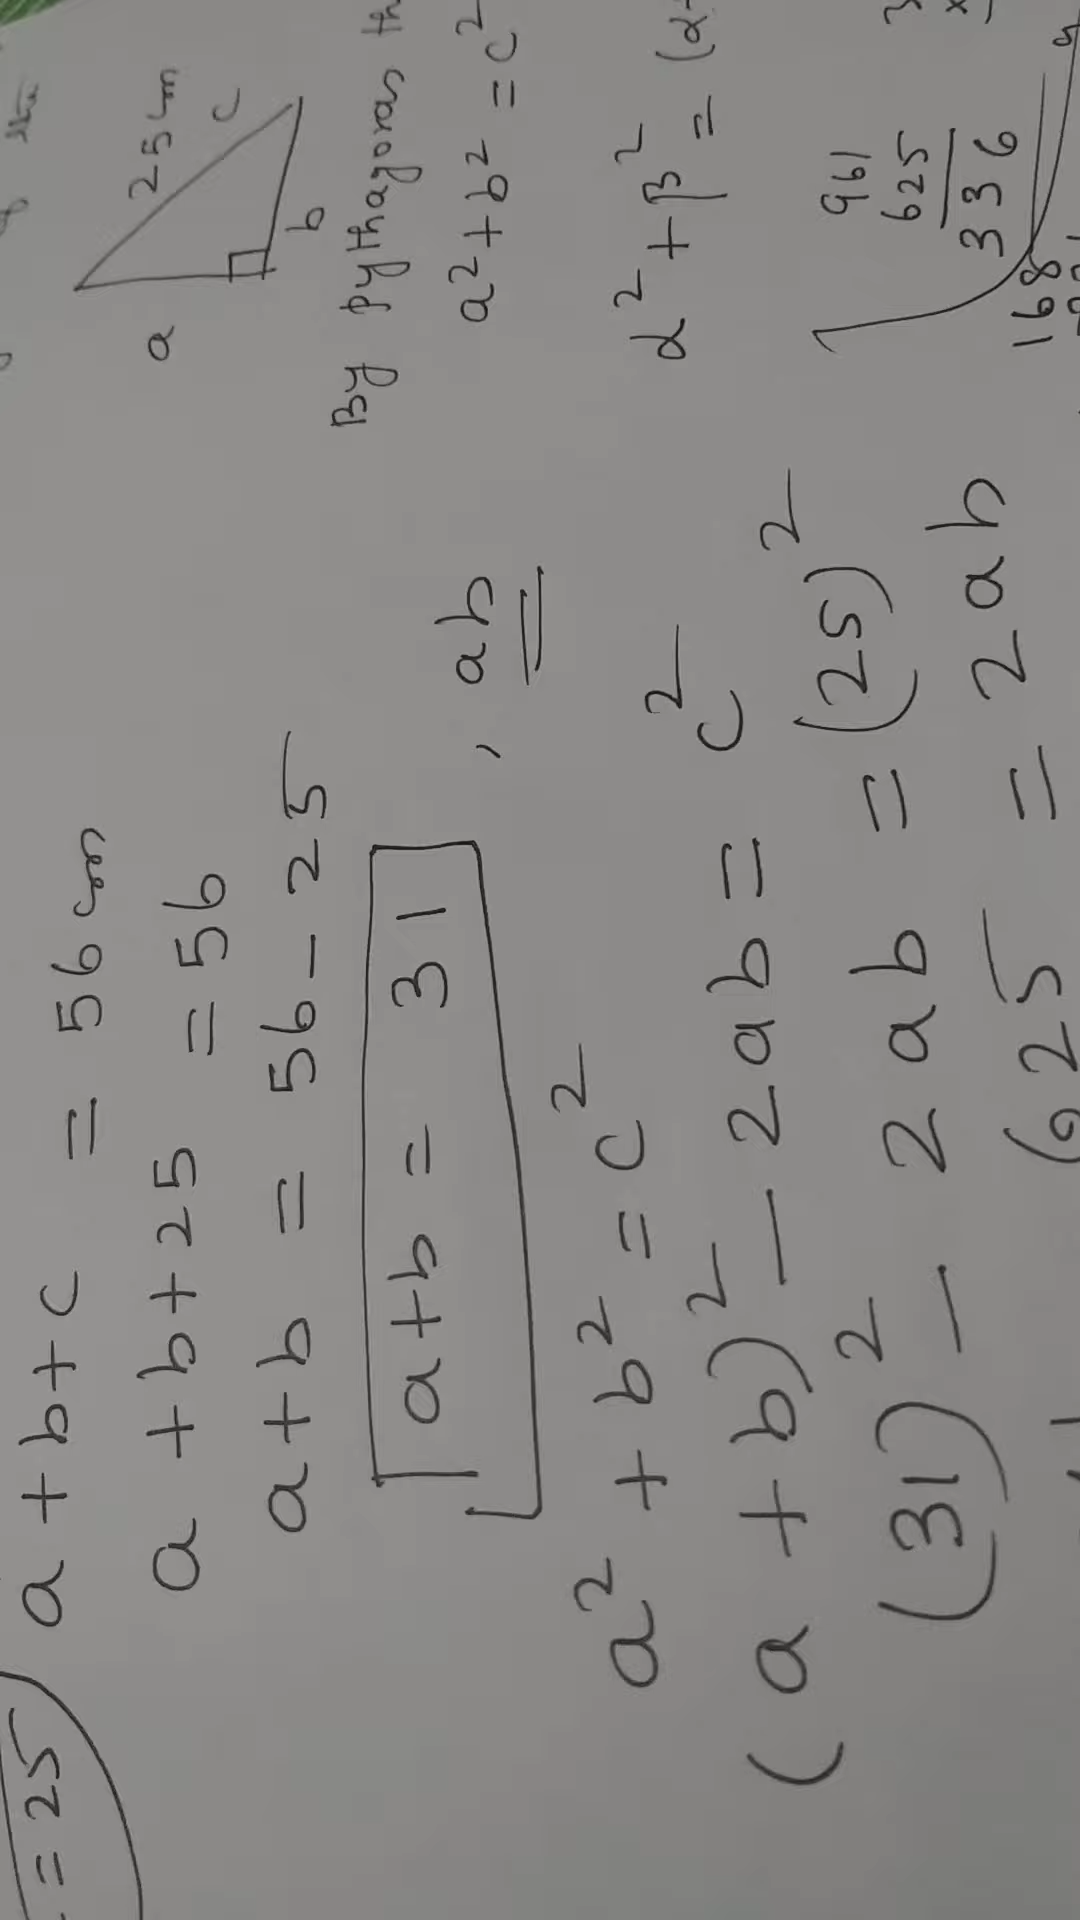 = 25
a + b + c = 56 cm
a + b + 25 = 56
a + b = 56 - 25
a + b = 31 , ab
a² + b² = c²
(a + b)² - 2ab = c²
(31)² - 2ab = (25)²
625 = 2ab
25 cm
a
c
b
By pythagoras th
a² + b² = c²
α² + β² = (α
961
625
336
168